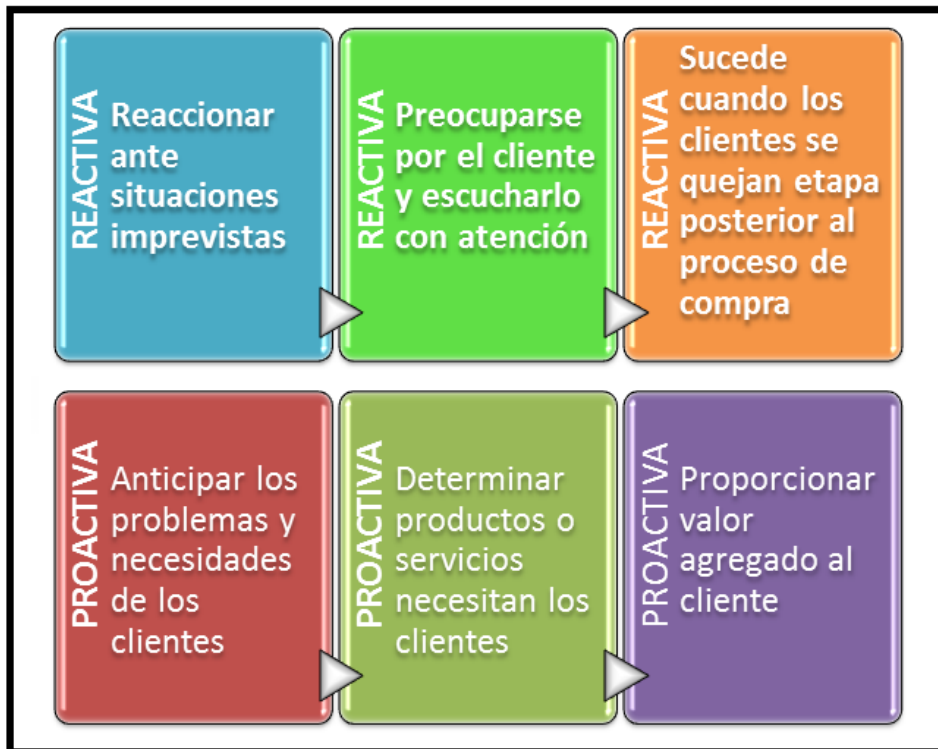 REACTIVA
Reaccionar
ante
situaciones
imprevistas
REACTIVA
Preocuparse
por el cliente
y escucharlo
con atención
REACTIVA
Sucede
cuando los
clientes se
quejan etapa
posterior al
proceso de
compra
PROACTIVA
Anticipar los
problemas y
necesidades
de los
clientes
PROACTIVA
Determinar
productos o
servicios
necesitan los
clientes
PROACTIVA
Proporcionar
valor
agregado al
cliente